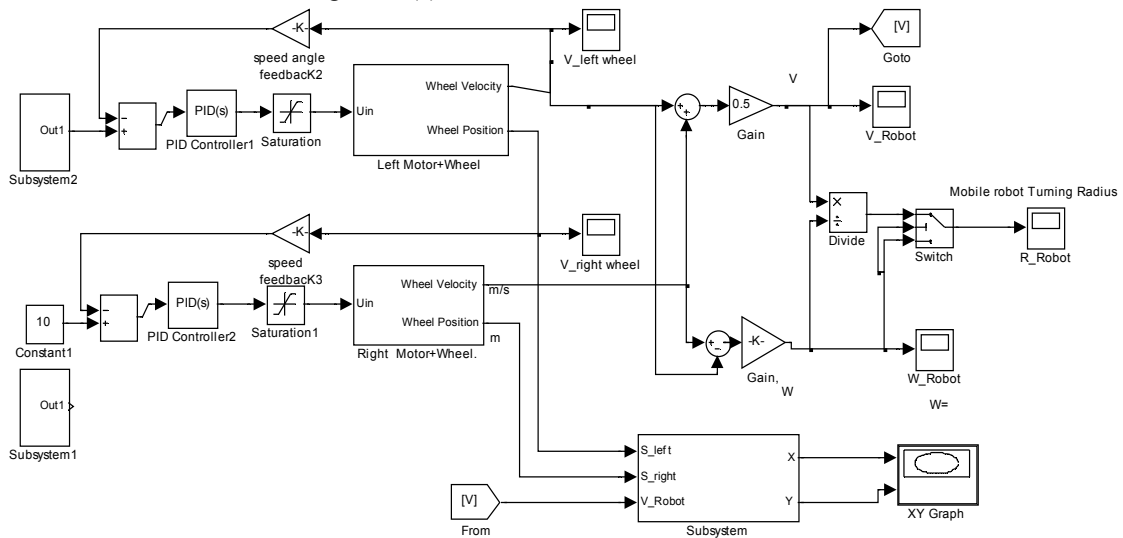 -K-
speed angle
feedbacK2
V_left wheel
[V]
Goto
V
Out1
Subsystem2
−
+
PID(s)
PID Controller1
Saturation
Uin
Wheel Velocity
Wheel Position
Left Motor+Wheel
+
+
0.5
Gain
V_Robot
×
÷
Divide
Switch
Mobile robot Turning Radius
R_Robot
-K-
speed
feedbacK3
V_right wheel
10
Constant1
−
+
PID(s)
PID Controller2
Saturation1
Uin
Wheel Velocity
m/s
Wheel Position
m
Right Motor+Wheel.
+
−
-K-
Gain,
W
W_Robot
W=
Out1
Subsystem1
[V]
From
S_left
S_right
V_Robot
X
Y
Subsystem
XY Graph